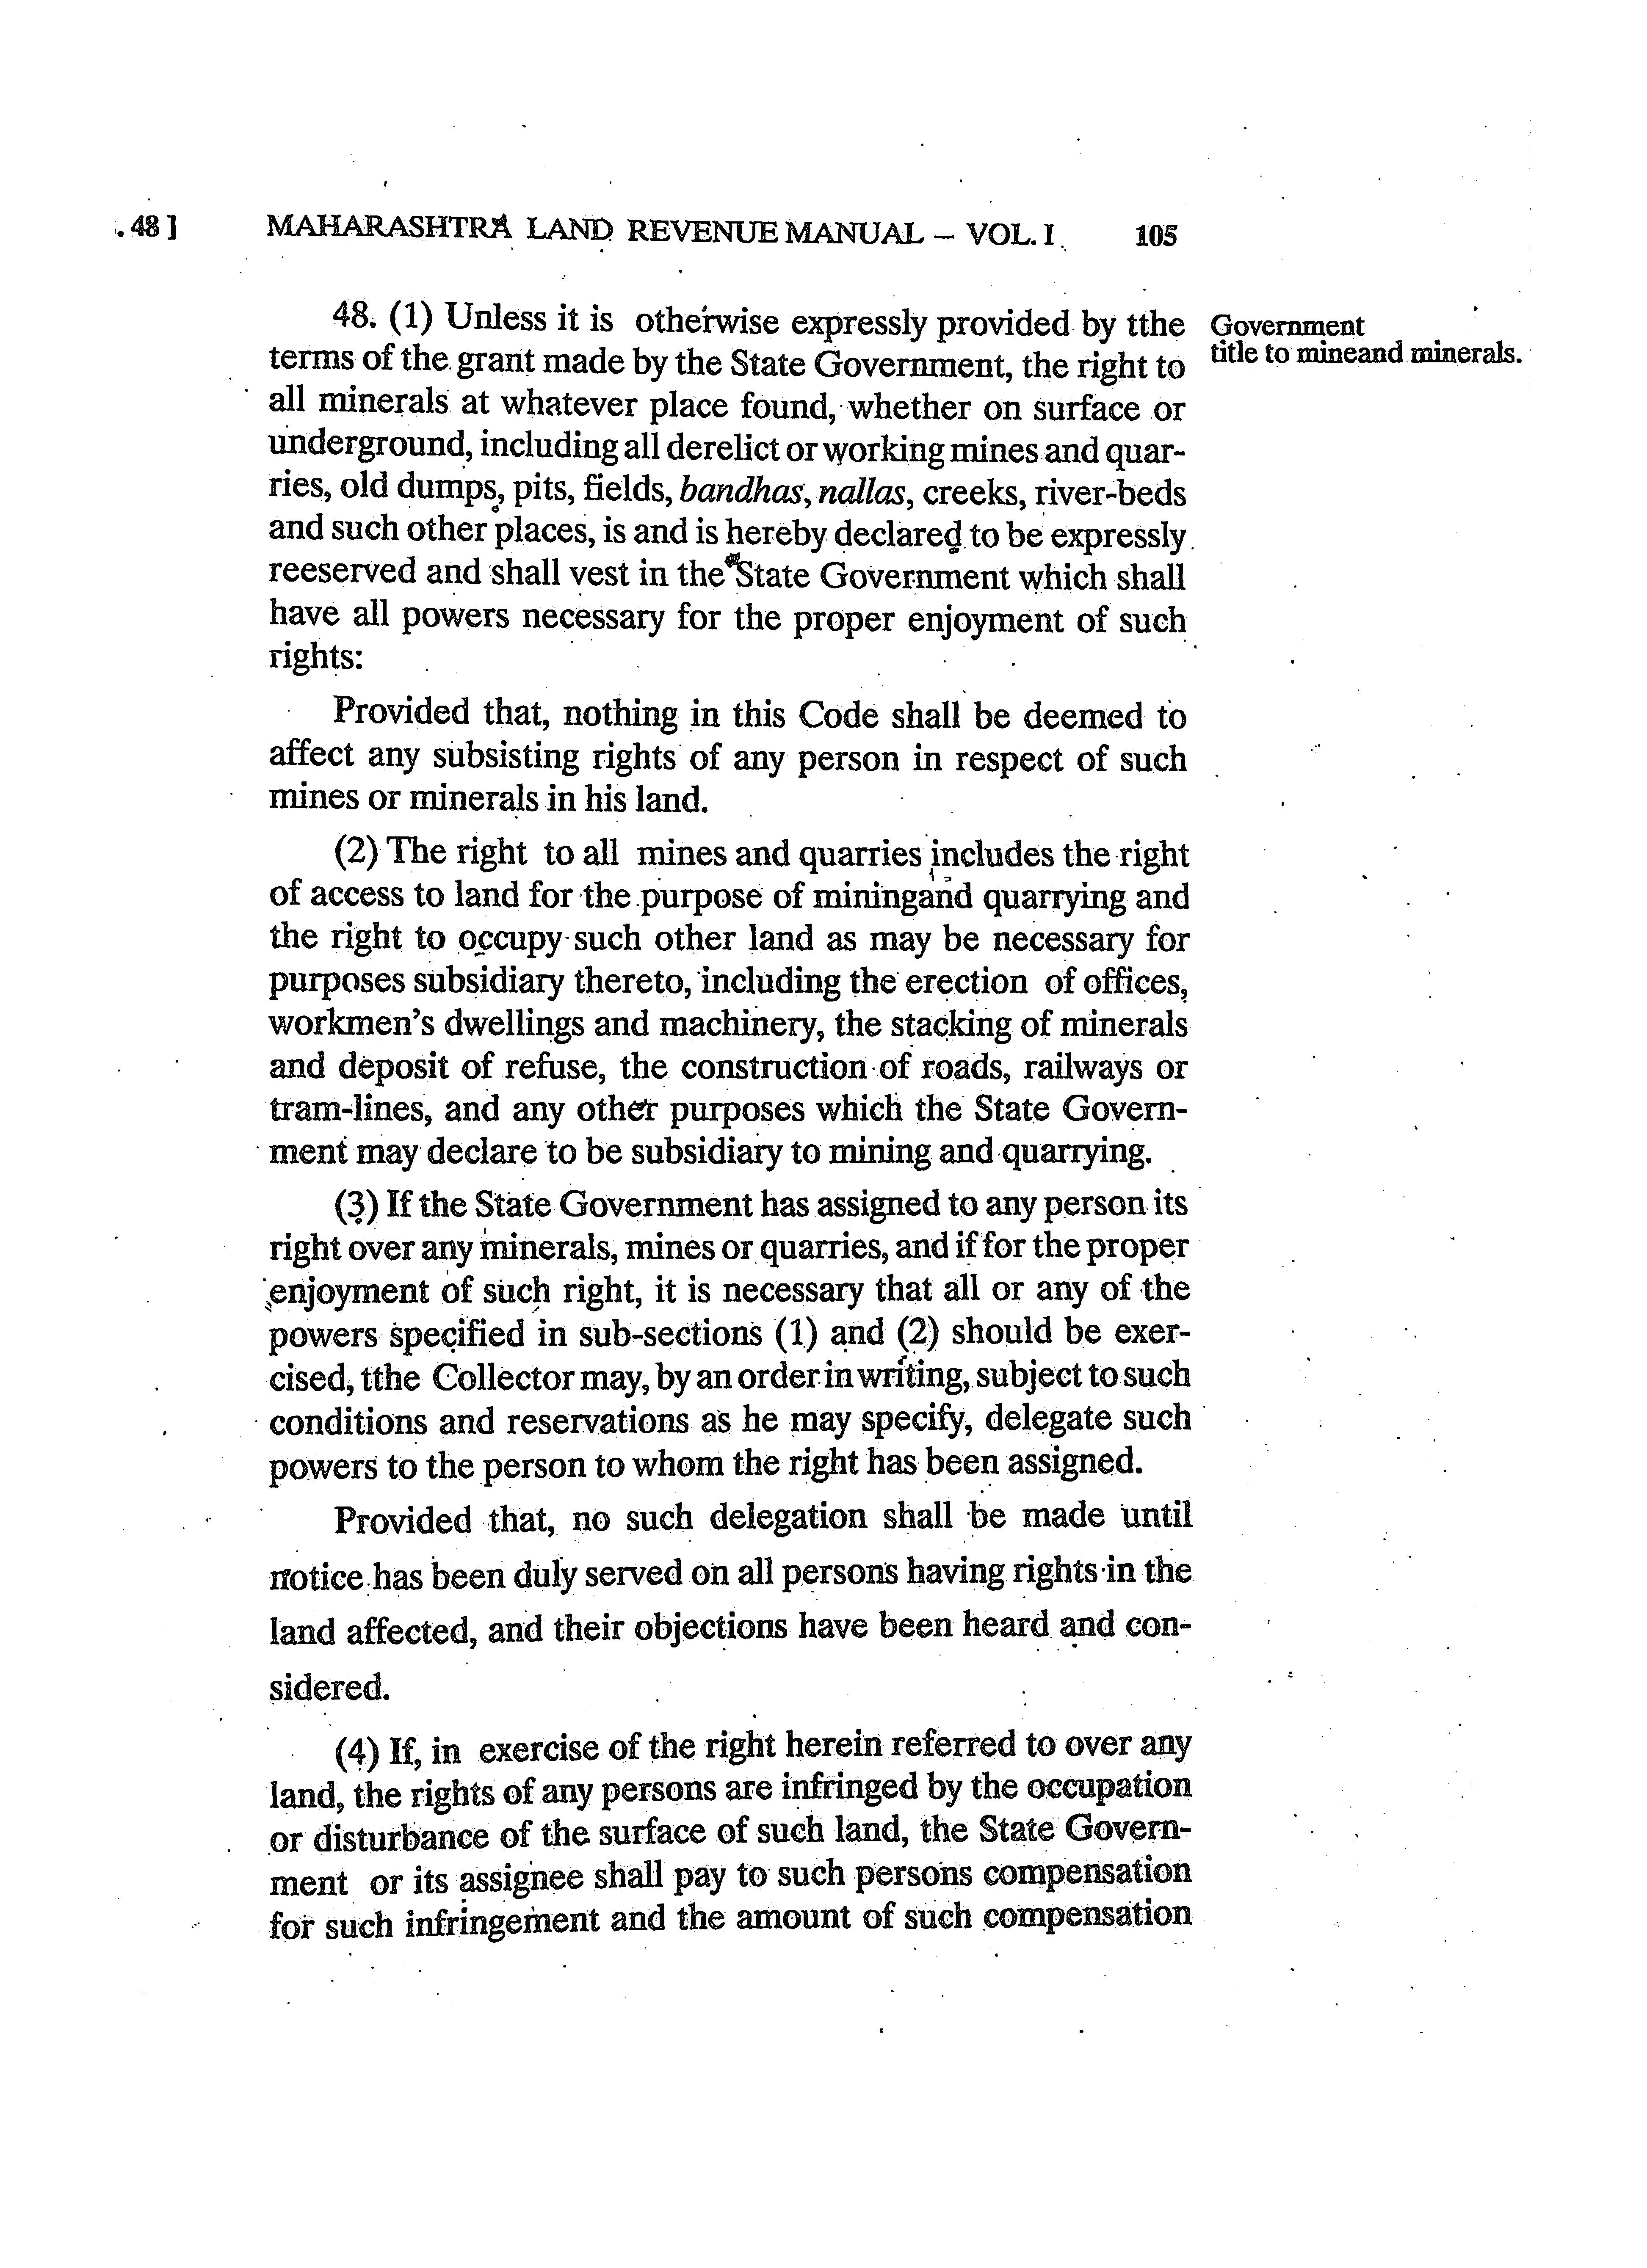 . 48 ] MAHARASHTRA LAND REVENUE MANUAL – VOL. I 105
48. (1) Unless it is otherwise expressly provided by tthe
Government
title to mineand minerals.
terms of the grant made by the State Government, the right to
all minerals at whatever place found, whether on surface or
underground, including all derelict or working mines and quar-
ries, old dumps, pits, fields, bandhas, nallas, creeks, river-beds
and such other places, is and is hereby declared to be expressly
reeserved and shall vest in the State Government which shall
have all powers necessary for the proper enjoyment of such
rights:
Provided that, nothing in this Code shall be deemed to
affect any subsisting rights of any person in respect of such
mines or minerals in his land.
(2) The right to all mines and quarries includes the right
of access to land for the purpose of miningand quarrying and
the right to occupy such other land as may be necessary for
purposes subsidiary thereto, including the erection of offices,
workmen's dwellings and machinery, the stacking of minerals
and deposit of refuse, the construction of roads, railways or
tram-lines, and any other purposes which the State Govern-
ment may declare to be subsidiary to mining and quarrying.
(3) If the State Government has assigned to any person its
right over any minerals, mines or quarries, and if for the proper
enjoyment of such right, it is necessary that all or any of the
powers specified in sub-sections (1) and (2) should be exer-
cised, tthe Collector may, by an order in writing, subject to such
conditions and reservations as he may specify, delegate such
powers to the person to whom the right has been assigned.
Provided that, no such delegation shall be made until
notice has been duly served on all persons having rights in the
land affected, and their objections have been heard and con-
sidered.
(4) If, in exercise of the right herein referred to over any
land, the rights of any persons are infringed by the occupation
or disturbance of the surface of such land, the State Govern-
ment or its assignee shall pay to such persons compensation
for such infringement and the amount of such compensation